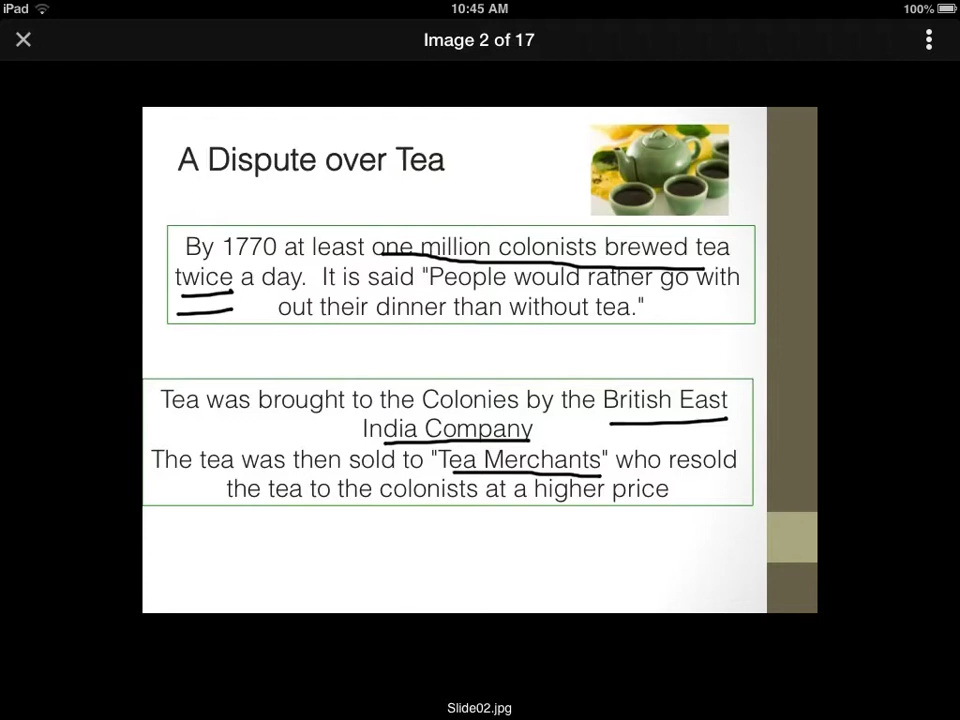 iPad
10:45 AM
100%
Image 2 of 17
A Dispute over Tea
By 1770 at least one million colonists brewed tea
twice a day.  It is said "People would rather go with
out their dinner than without tea."
Tea was brought to the Colonies by the British East
India Company
The tea was then sold to "Tea Merchants" who resold
the tea to the colonists at a higher price
Slide02.jpg